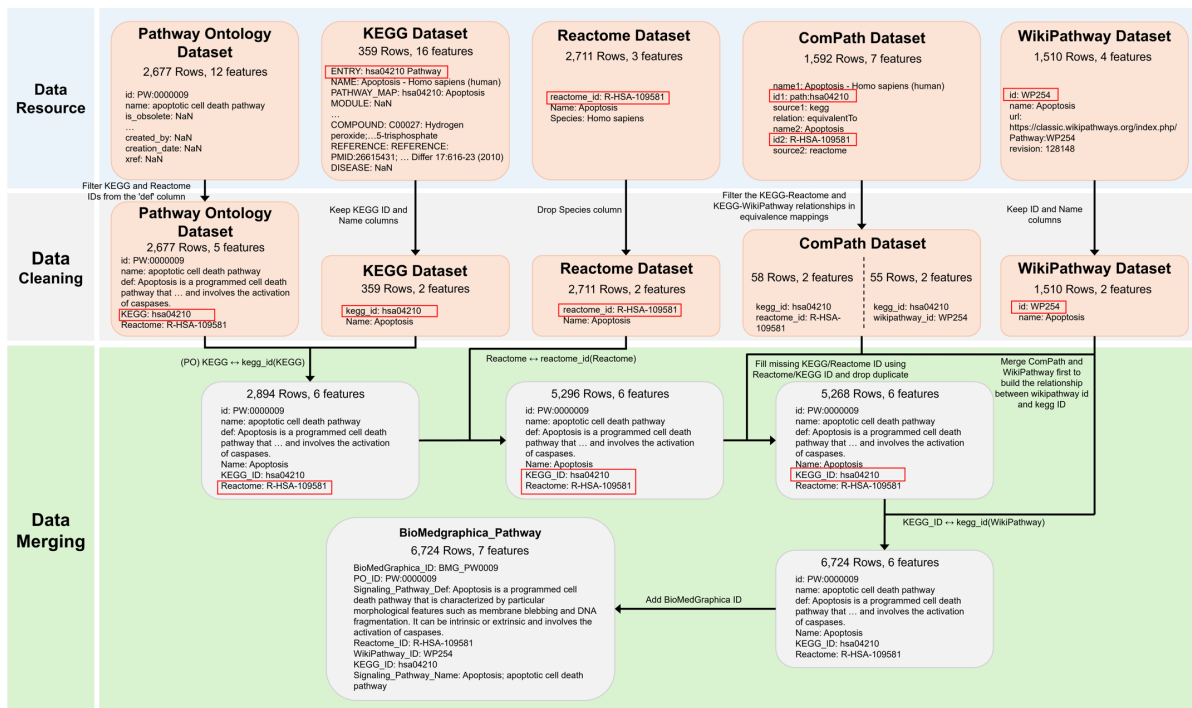 Data
Resource
Pathway Ontology
Dataset
2,677 Rows, 12 features
id: PW:0000009
name: apoptotic cell death pathway
is_obsolete: NaN
…
created_by: NaN
creation_date: NaN
xref: NaN
KEGG Dataset
359 Rows, 16 features
ENTRY: hsa04210 Pathway
NAME: Apoptosis - Homo sapiens (human)
PATHWAY_MAP: hsa04210: Apoptosis
MODULE: NaN
…
COMPOUND: C00027: Hydrogen
peroxide;…5-trisphosphate
REFERENCE: REFERENCE:
PMID:26615431; … Differ 17:616-23 (2010)
DISEASE: NaN
Reactome Dataset
2,711 Rows, 3 features
reactome_id: R-HSA-109581
Name: Apoptosis
Species: Homo sapiens
ComPath Dataset
1,592 Rows, 7 features
name1: Apoptosis - Homo sapiens (human)
id1: path:hsa04210
source1: kegg
relation: equivalentTo
name2: Apoptosis
id2: R-HSA-109581
source2: reactome
WikiPathway Dataset
1,510 Rows, 4 features
id: WP254
name: Apoptosis
url:
https://classic.wikipathways.org/index.php/
Pathway:WP254
revision: 128148
Filter KEGG and Reactome
IDs from the 'def' column
Keep KEGG ID and
Name columns
Drop Species column
Filter the KEGG-Reactome and
KEGG-WikiPathway relationships in
equivalence mappings
Keep ID and Name
columns
Data
Cleaning
Pathway Ontology
Dataset
2,677 Rows, 5 features
id: PW:0000009
name: apoptotic cell death pathway
def: Apoptosis is a programmed cell death
pathway that … and involves the activation
of caspases.
KEGG: hsa04210
Reactome: R-HSA-109581
KEGG Dataset
359 Rows, 2 features
kegg_id: hsa04210
Name: Apoptosis
Reactome Dataset
2,711 Rows, 2 features
reactome_id: R-HSA-109581
Name: Apoptosis
ComPath Dataset
58 Rows, 2 features
kegg_id: hsa04210
reactome_id: R-HSA-
109581
55 Rows, 2 features
kegg_id: hsa04210
wikipathway_id: WP254
WikiPathway Dataset
1,510 Rows, 2 features
id: WP254
name: Apoptosis
Data
Merging
(PO) KEGG ↔ kegg_id(KEGG)
Reactome ↔ reactome_id(Reactome)
Fill missing KEGG/Reactome ID using
Reactome/KEGG ID and drop duplicate
Merge ComPath and
WikiPathway first to
build the relationship
between wikipathway id
and kegg ID
2,894 Rows, 6 features
id: PW:0000009
name: apoptotic cell death pathway
def: Apoptosis is a programmed cell death
pathway that … and involves the activation
of caspases.
Name: Apoptosis
KEGG_ID: hsa04210
Reactome: R-HSA-109581
5,296 Rows, 6 features
id: PW:0000009
name: apoptotic cell death pathway
def: Apoptosis is a programmed cell death
pathway that … and involves the activation
of caspases.
Name: Apoptosis
KEGG_ID: hsa04210
Reactome: R-HSA-109581
5,268 Rows, 6 features
id: PW:0000009
name: apoptotic cell death pathway
def: Apoptosis is a programmed cell death
pathway that … and involves the activation
of caspases.
Name: Apoptosis
KEGG_ID: hsa04210
Reactome: R-HSA-109581
KEGG_ID ↔ kegg_id(WikiPathway)
BioMedgraphica_Pathway
6,724 Rows, 7 features
BioMedGraphica_ID: BMG_PW0009
PO_ID: PW:0000009
Signaling_Pathway_Def: Apoptosis is a programmed cell
death pathway that is characterized by particular
morphological features such as membrane blebbing and DNA
fragmentation. It can be intrinsic or extrinsic and involves the
activation of caspases.
Reactome_ID: R-HSA-109581
WikiPathway_ID: WP254
KEGG_ID: hsa04210
Signaling_Pathway_Name: Apoptosis; apoptotic cell death
pathway
Add BioMedGraphica ID
6,724 Rows, 6 features
id: PW:0000009
name: apoptotic cell death pathway
def: Apoptosis is a programmed cell death
pathway that … and involves the activation
of caspases.
Name: Apoptosis
KEGG_ID: hsa04210
Reactome: R-HSA-109581